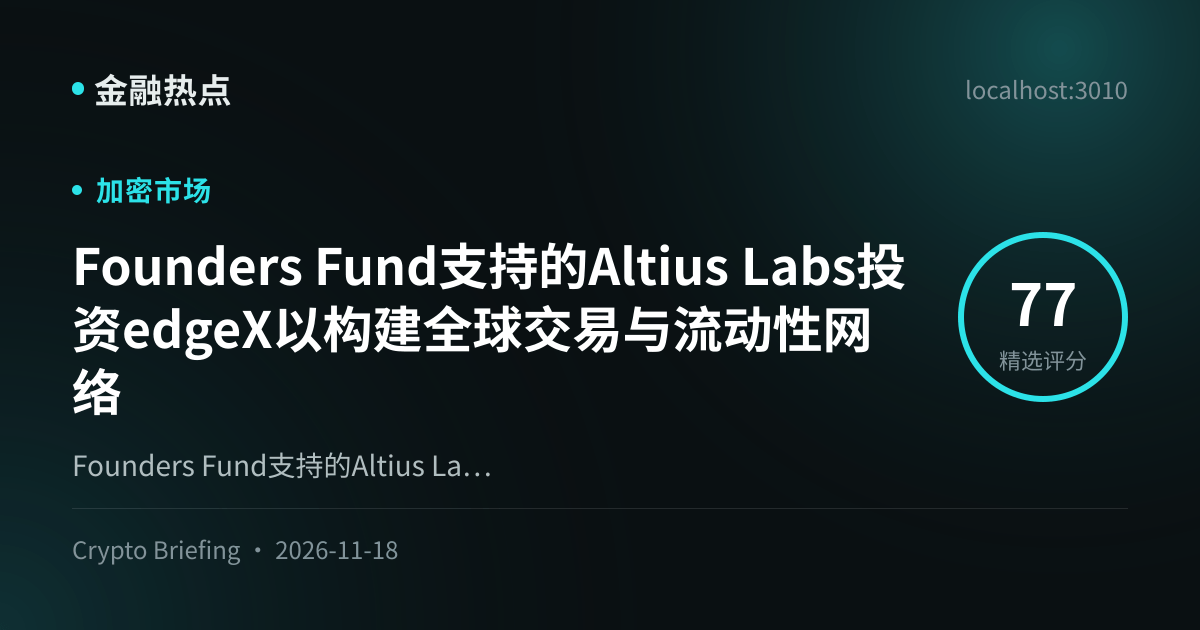 金融热点
localhost:3010
加密市场
Founders Fund支持的Altius Labs投
资edgeX以构建全球交易与流动性网
络
77
精选评分
Founders Fund支持的Altius La…
Crypto Briefing · 2026-11-18